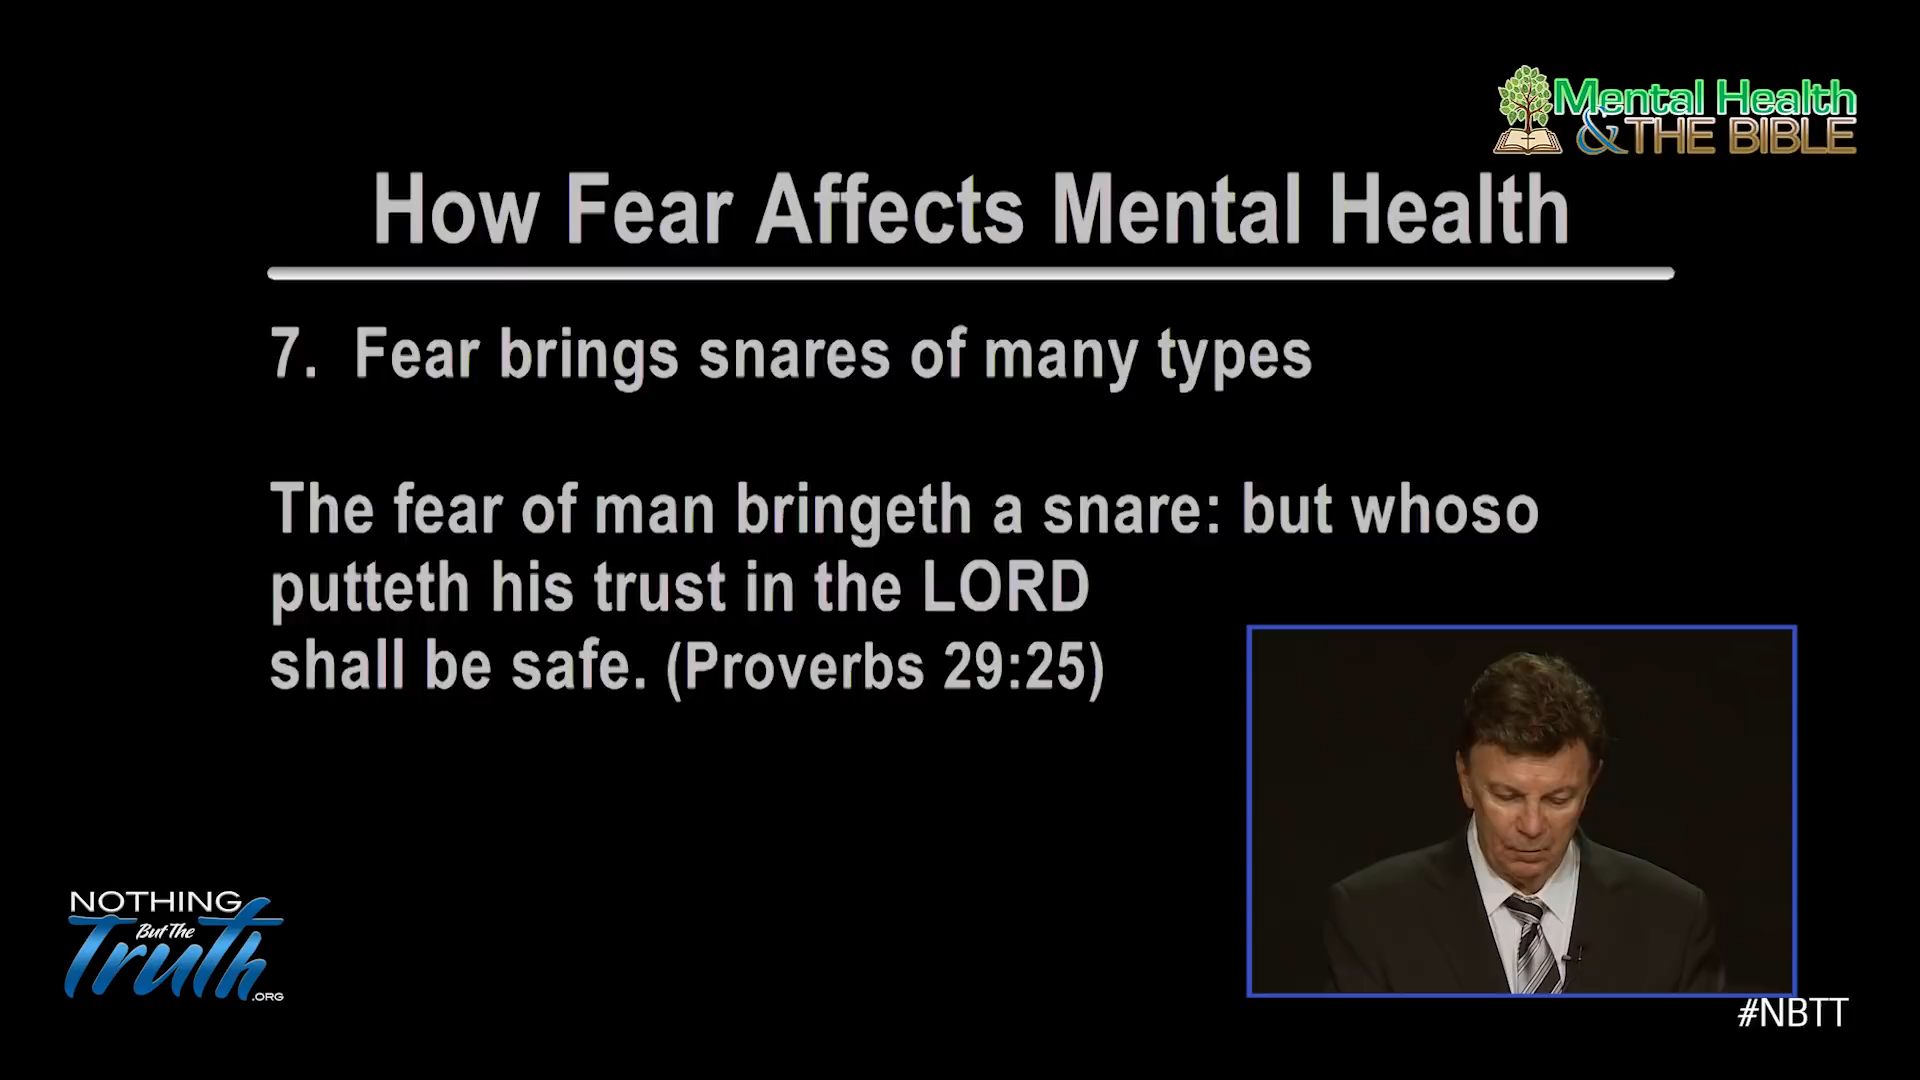 Mental Health
& THE BIBLE
How Fear Affects Mental Health
7. Fear brings snares of many types
The fear of man bringeth a snare: but whoso
putteth his trust in the LORD
shall be safe. (Proverbs 29:25)
NOTHING
But The
Truth
.ORG
#NBTT